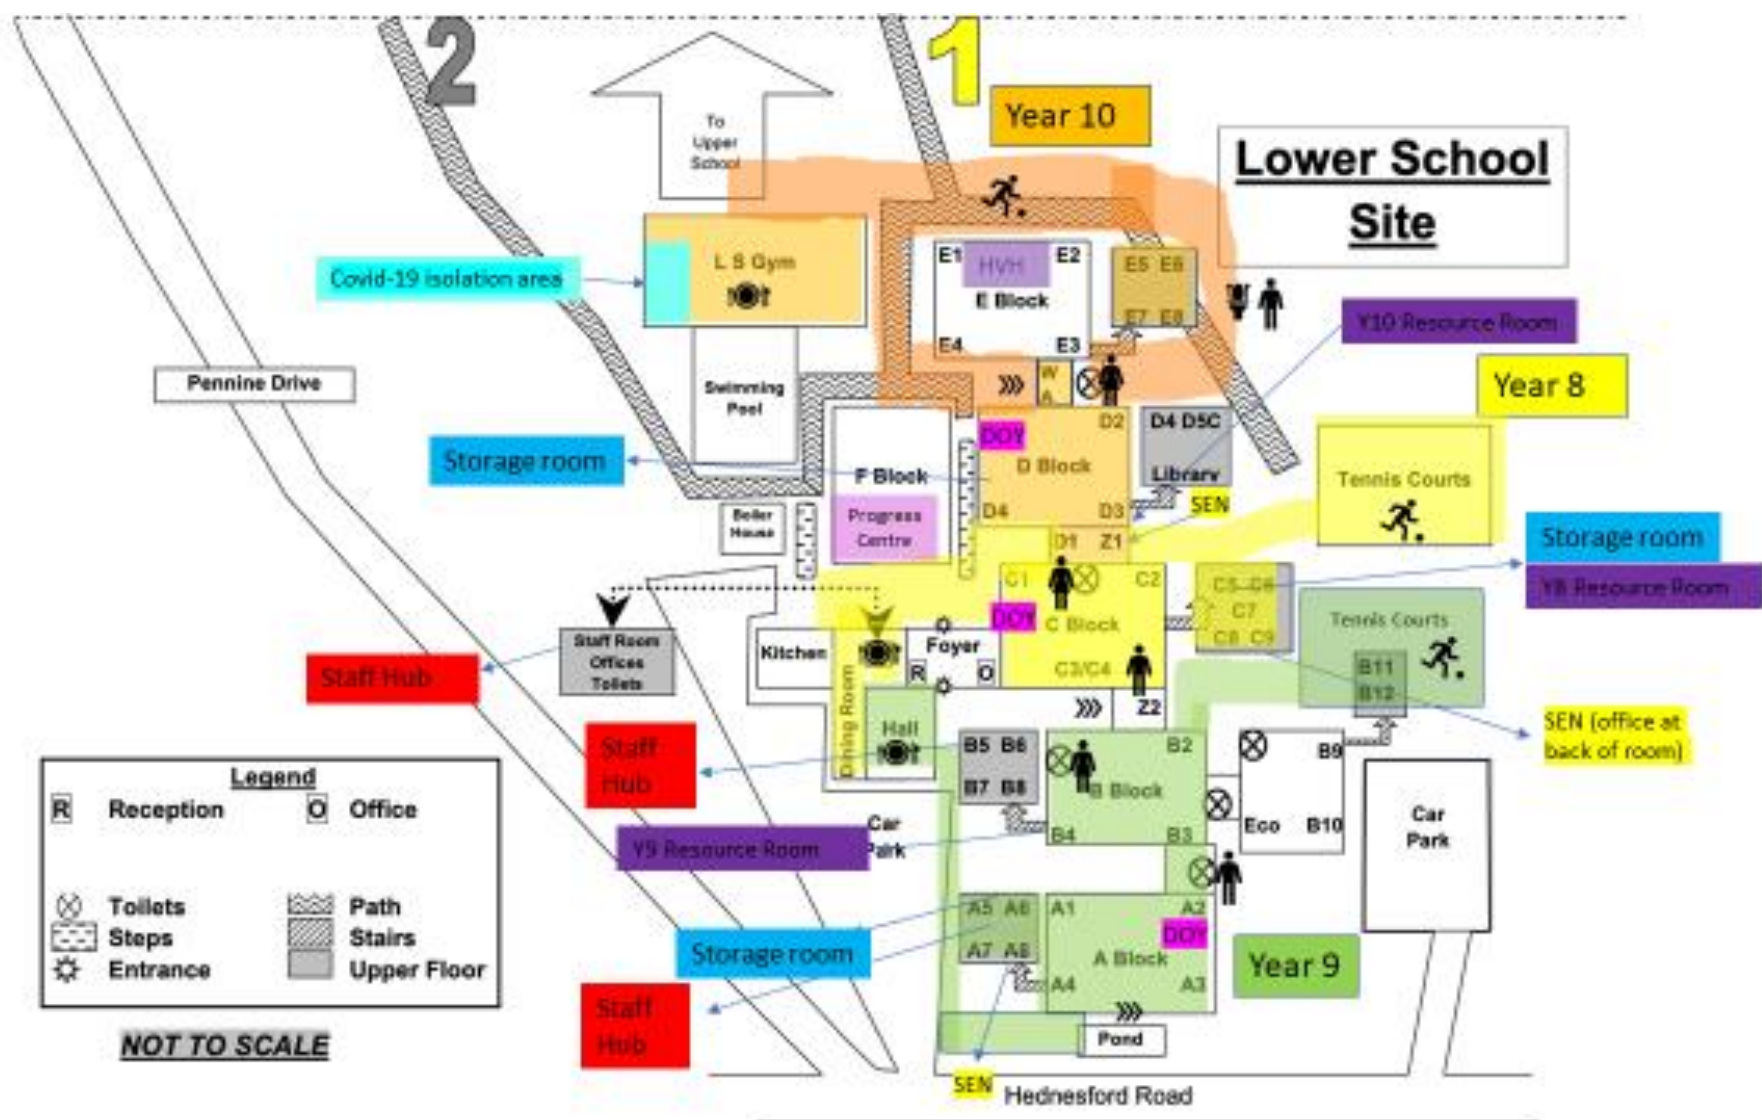 2
1
Year 10
To
Upper
School
Lower School
Site
L S Gym
E1
HVH
E2
E Block
E4
E3
E5 E6
E7 E8
Covid-19 isolation area
Y10 Resource Room
Pennine Drive
Swimming
Pool
W
A
Year 8
D2
DOY
D Block
D4
D3
D4 D5C
Library
Storage room
F Block
Progress
Centre
Boiler
House
SEN
Tennis Courts
D1
Z1
Storage room
Y8 Resource Room
C1
C2
DOY
C Block
C3/C4
C5 C6
C7
C8 C9
Tennis Courts
B11
B12
Staff Room
Offices
Toilets
Kitchen
Foyer
R
O
Dining Room
Hall
Staff Hub
Z2
SEN (office at
back of room)
Staff
Hub
B5 B6
B7 B8
B2
B Block
B4
B3
B9
Eco
B10
Car
Park
Y9 Resource Room
Car
Park
Legend
R Reception
O Office
Toilets
Path
Steps
Stairs
Entrance
Upper Floor
NOT TO SCALE
A5 A6
A7 A8
A1
A2
DOY
A Block
A4
A3
Year 9
Storage room
Staff
Hub
Pond
SEN
Hednesford Road